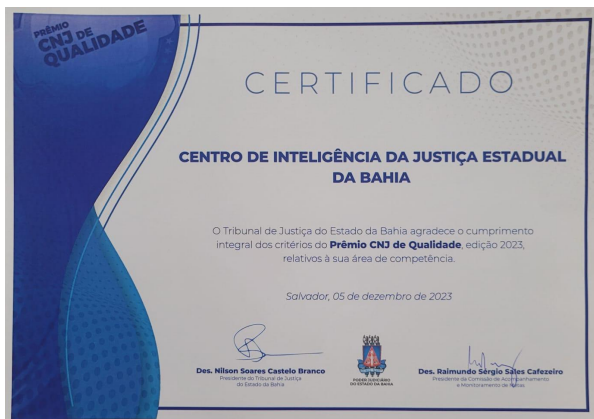 PRÊMIO
CNJ DE
QUALIDADE
CERTIFICADO
CENTRO DE INTELIGÊNCIA DA JUSTIÇA ESTADUAL
DA BAHIA
O Tribunal de Justiça do Estado da Bahia agradece o cumprimento
integral dos critérios do Prêmio CNJ de Qualidade, edição 2023,
relativos à sua área de competência.
Salvador, 05 de dezembro de 2023
Des. Nilson Soares Castelo Branco
Presidente do Tribunal de Justiça
do Estado da Bahia
PODER JUDICIÁRIO
DO ESTADO DA BAHIA
Des. Raimundo Sérgio Sales Cafezeiro
Presidente da Comissão de Acompanhamento
e Monitoramento de Metas